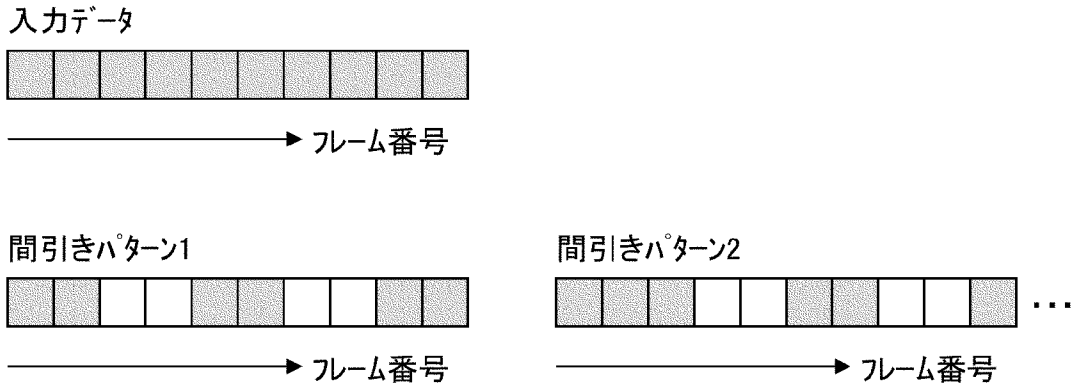 入力データ
フレーム番号
間引きパターン1
間引きパターン2
…
フレーム番号
フレーム番号